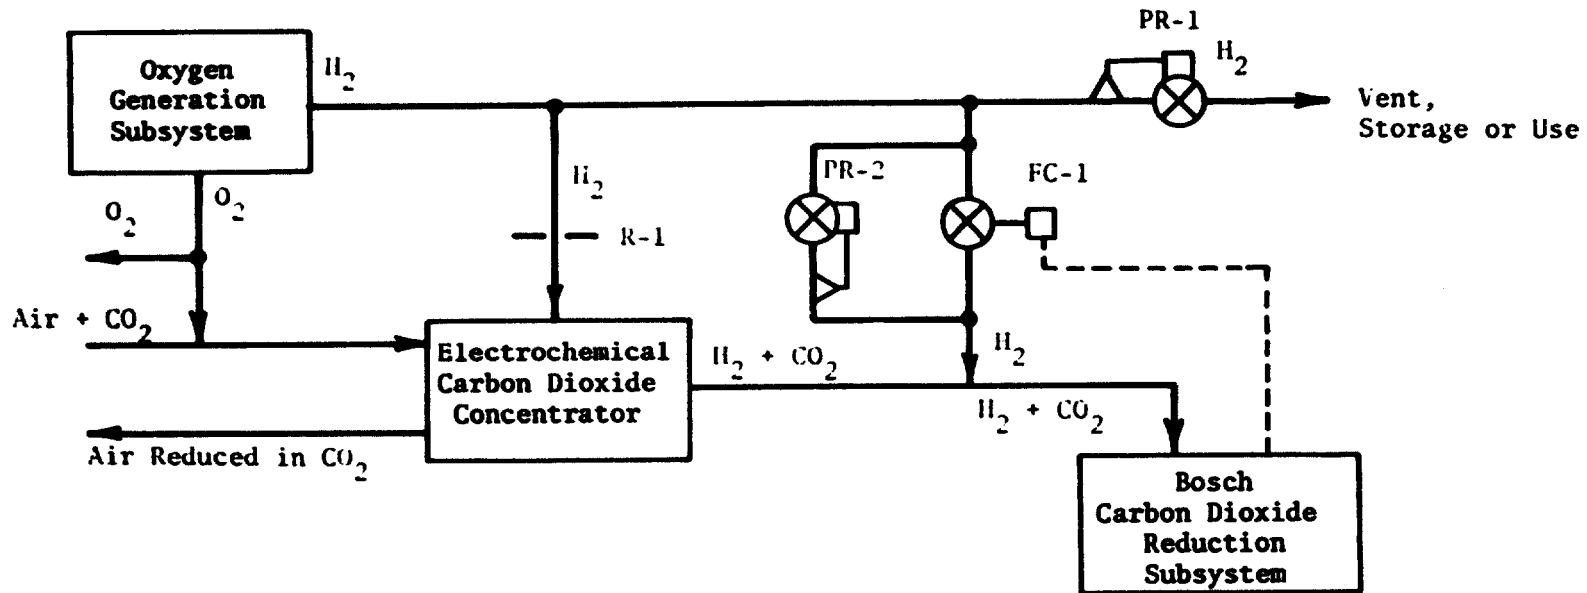 PR-1
H2
Vent,
Storage or Use
Oxygen
Generation
Subsystem
H2
O2
O2
H2
R-1
PR-2
FC-1
Air + CO2
Electrochemical
Carbon Dioxide
Concentrator
H2 + CO2
H2
H2 + CO2
Air Reduced in CO2
Bosch
Carbon Dioxide
Reduction
Subsystem